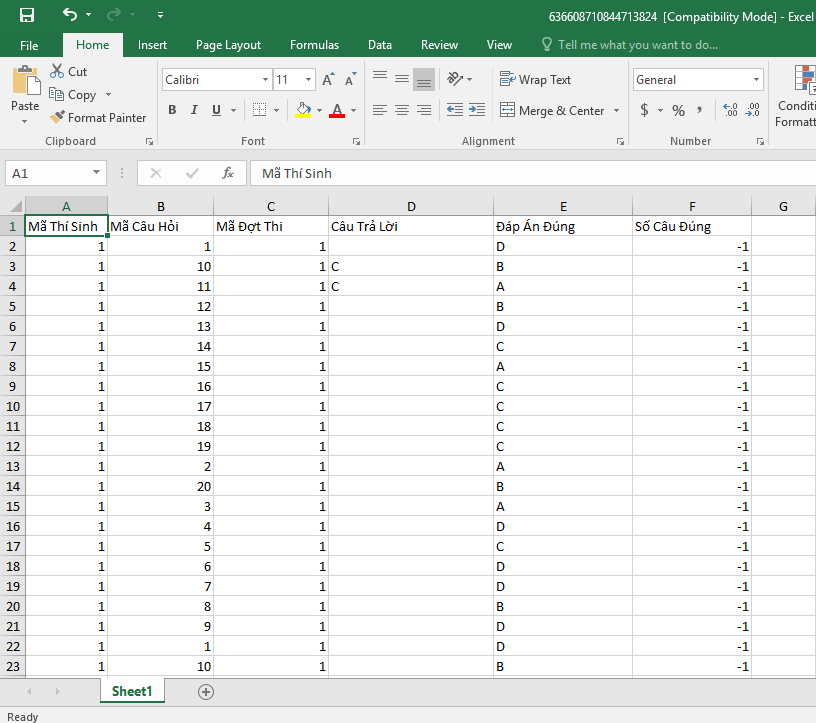 636608710844713824 [Compatibility Mode] - Excel
File Home Insert Page Layout Formulas Data Review View Tell me what you want to do...
Paste Cut Copy Format Painter Clipboard
Calibri 11 B I U A Font
Wrap Text Merge & Center Alignment
General $ % , Number
Conditi
Formatt
A1 fx Mã Thí Sinh
A B C D E F G
1 Mã Thí Sinh Mã Câu Hỏi Mã Đợt Thi Câu Trả Lời Đáp Án Đúng Số Câu Đúng
2 1 1 1 D -1
3 1 10 1 C B -1
4 1 11 1 C A -1
5 1 12 1 B -1
6 1 13 1 D -1
7 1 14 1 C -1
8 1 15 1 A -1
9 1 16 1 C -1
10 1 17 1 C -1
11 1 18 1 C -1
12 1 19 1 C -1
13 1 2 1 A -1
14 1 20 1 B -1
15 1 3 1 A -1
16 1 4 1 D -1
17 1 5 1 C -1
18 1 6 1 D -1
19 1 7 1 D -1
20 1 8 1 B -1
21 1 9 1 D -1
22 1 1 1 D -1
23 1 10 1 B -1
Sheet1
Ready